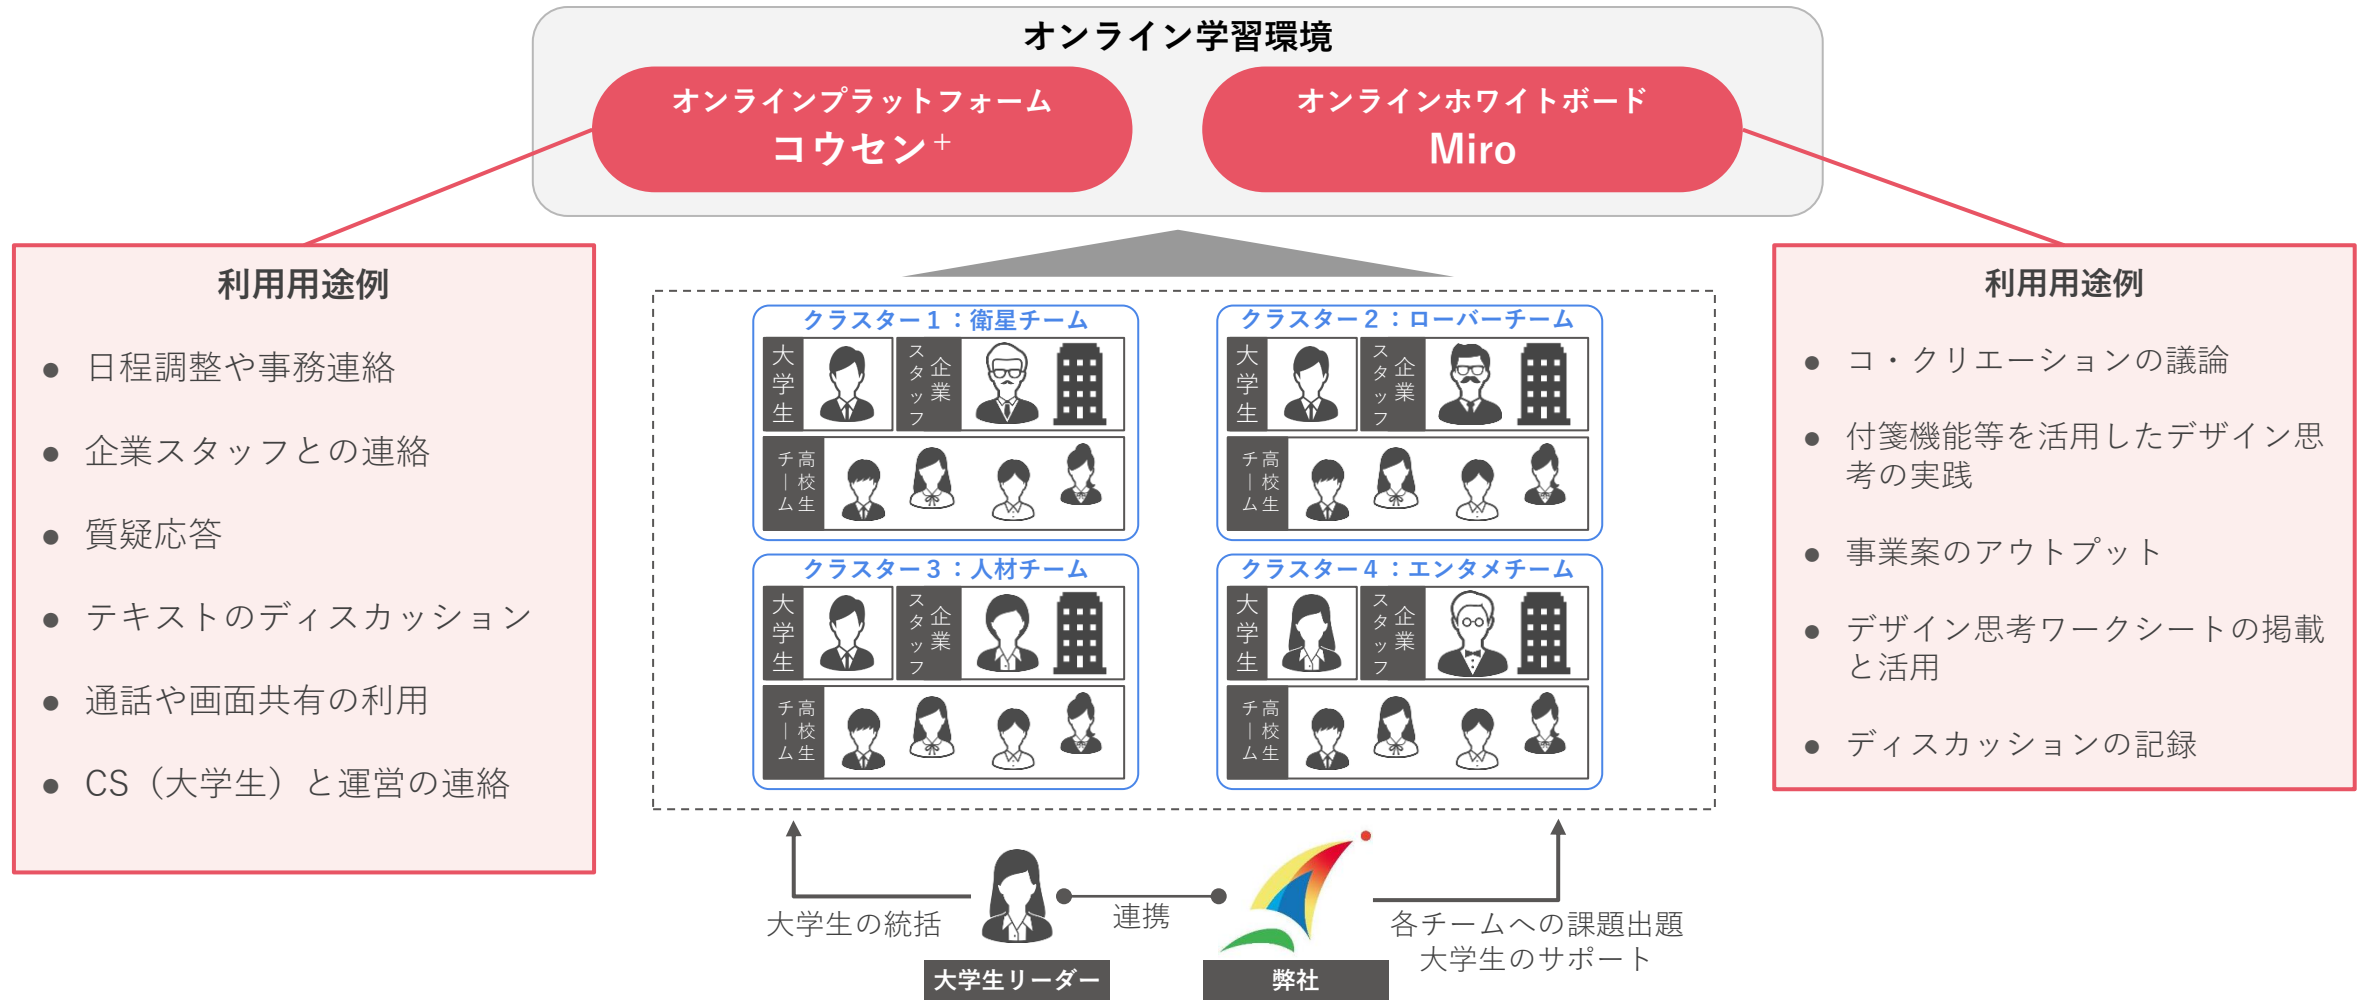 オンライン学習環境
オンラインプラットフォーム
コウセン⁺
オンラインホワイトボード
Miro
利用用途例
● 日程調整や事務連絡
● 企業スタッフとの連絡
● 質疑応答
● テキストのディスカッション
● 通話や画面共有の利用
● CS（大学生）と運営の連絡
クラスター１：衛星チーム
大学生
企業
スタッフ
高校生
チーム
クラスター２：ローバーチーム
大学生
企業
スタッフ
高校生
チーム
クラスター３：人材チーム
大学生
企業
スタッフ
高校生
チーム
クラスター４：エンタメチーム
大学生
企業
スタッフ
高校生
チーム
利用用途例
● コ・クリエーションの議論
● 付箋機能等を活用したデザイン思
考の実践
● 事業案のアウトプット
● デザイン思考ワークシートの掲載
と活用
● ディスカッションの記録
大学生の統括
連携
各チームへの課題出題
大学生のサポート
大学生リーダー
弊社